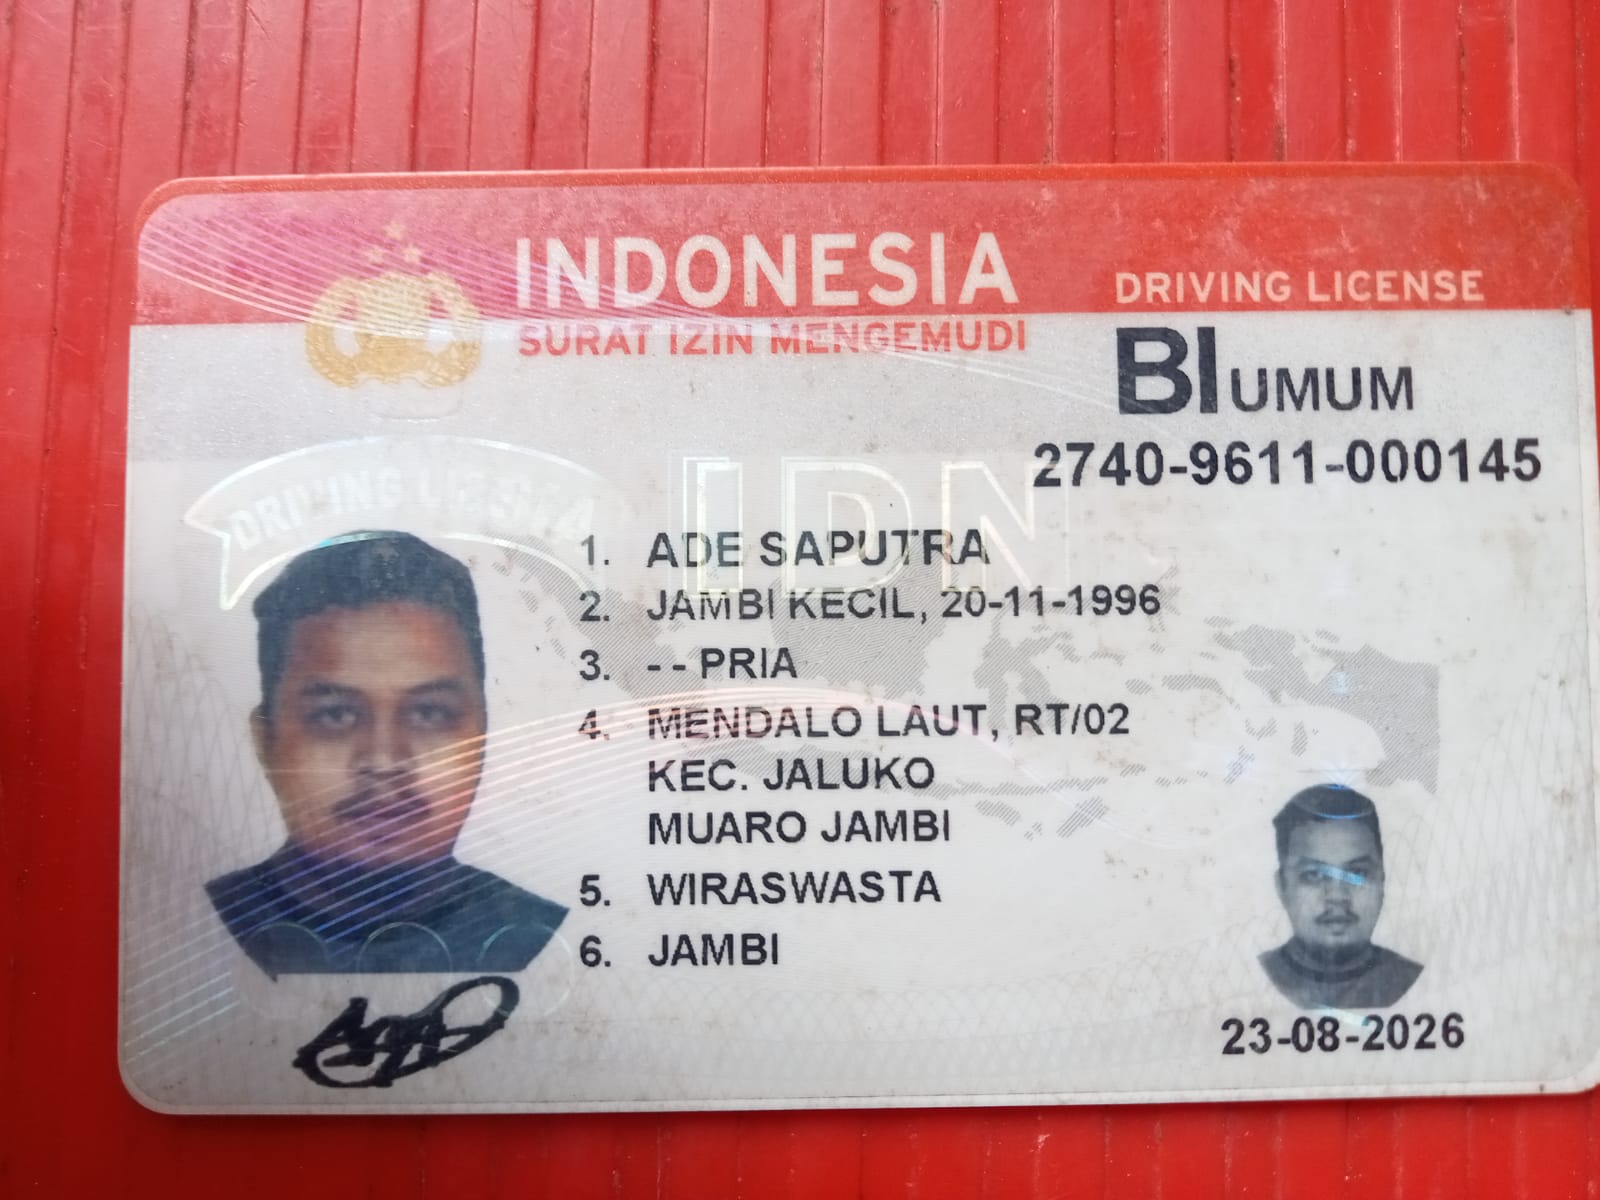 INDONESIA
SURAT IZIN MENGEMUDI
DRIVING LICENSE
BI UMUM
2740-9611-000145
DRIVING LICENSE
IDN
1. ADE SAPUTRA
2. JAMBI KECIL, 20-11-1996
3. -- PRIA
4. MENDALO LAUT, RT/02
KEC. JALUKO
MUARO JAMBI
5. WIRASWASTA
6. JAMBI
23-08-2026